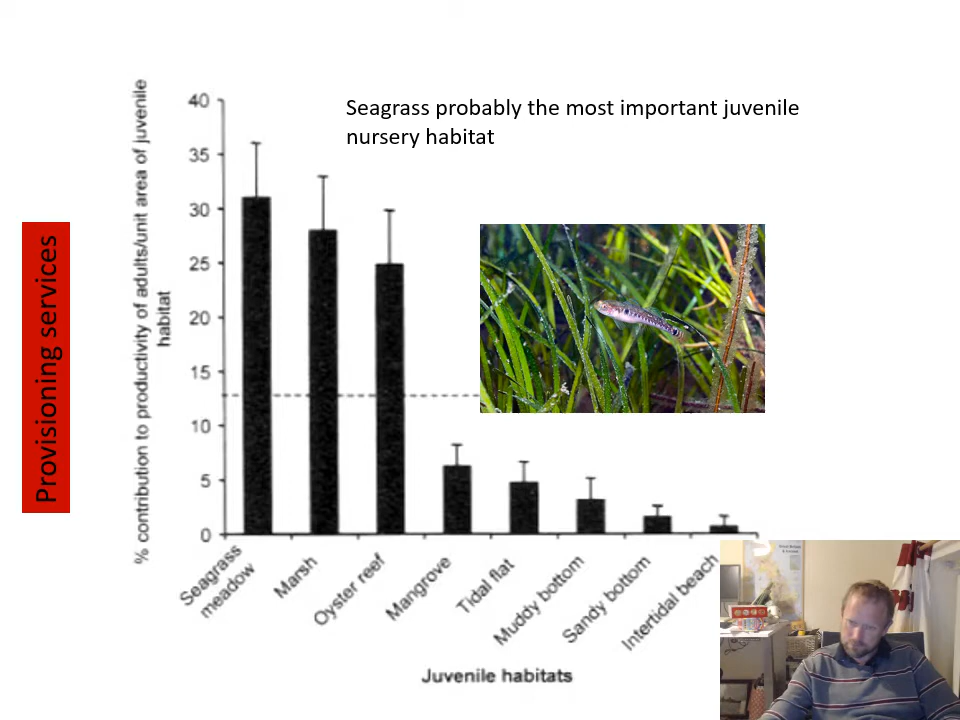 Provisioning services
Seagrass probably the most important juvenile
nursery habitat
% contribution to productivity of adults/unit area of juvenile
habitat
40
35
30
25
20
15
10
5
0
Seagrass
meadow
Marsh
Oyster reef
Mangrove
Tidal flat
Muddy bottom
Sandy bottom
Intertidal beach
Juvenile habitats